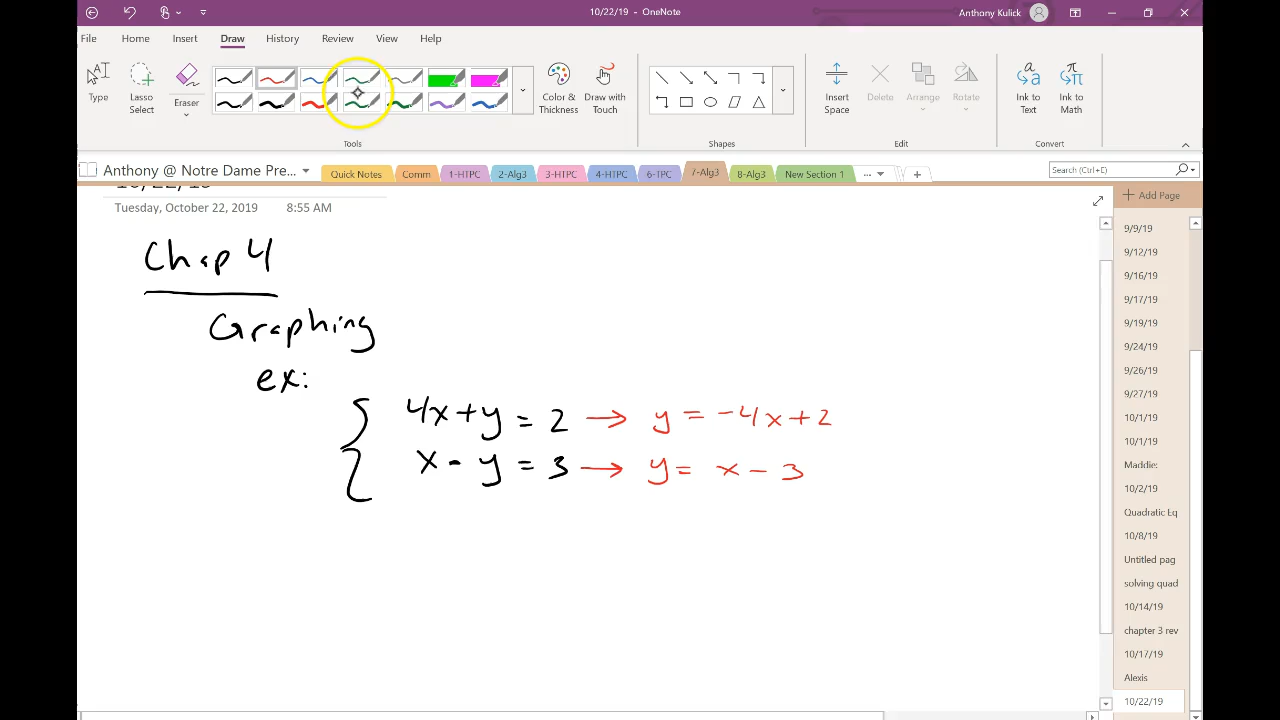 10/22/19 - OneNote
Anthony Kulick
File Home Insert Draw History Review View Help
Type
Lasso Select
Eraser
Color & Thickness
Draw with Touch
Insert Space
Delete
Arrange
Rotate
Ink to Text
Ink to Math
Tools
Shapes
Edit
Convert
Anthony @ Notre Dame Pre...
Quick Notes Comm 1-HTPC 2-Alg3 3-HTPC 4-HTPC 6-TPC 7-Alg3 8-Alg3 New Section 1 ...
Search (Ctrl+E)
10/22/19
Tuesday, October 22, 2019 8:55 AM
Chap 4
Graphing
ex:
4x+y = 2 → y = -4x+2
x - y = 3 → y = x - 3
Add Page
9/9/19
9/12/19
9/16/19
9/17/19
9/19/19
9/24/19
9/26/19
9/27/19
10/1/19
10/1/19
Maddie:
10/2/19
Quadratic Eq
10/8/19
Untitled pag
solving quad
10/14/19
chapter 3 rev
10/17/19
Alexis
10/22/19